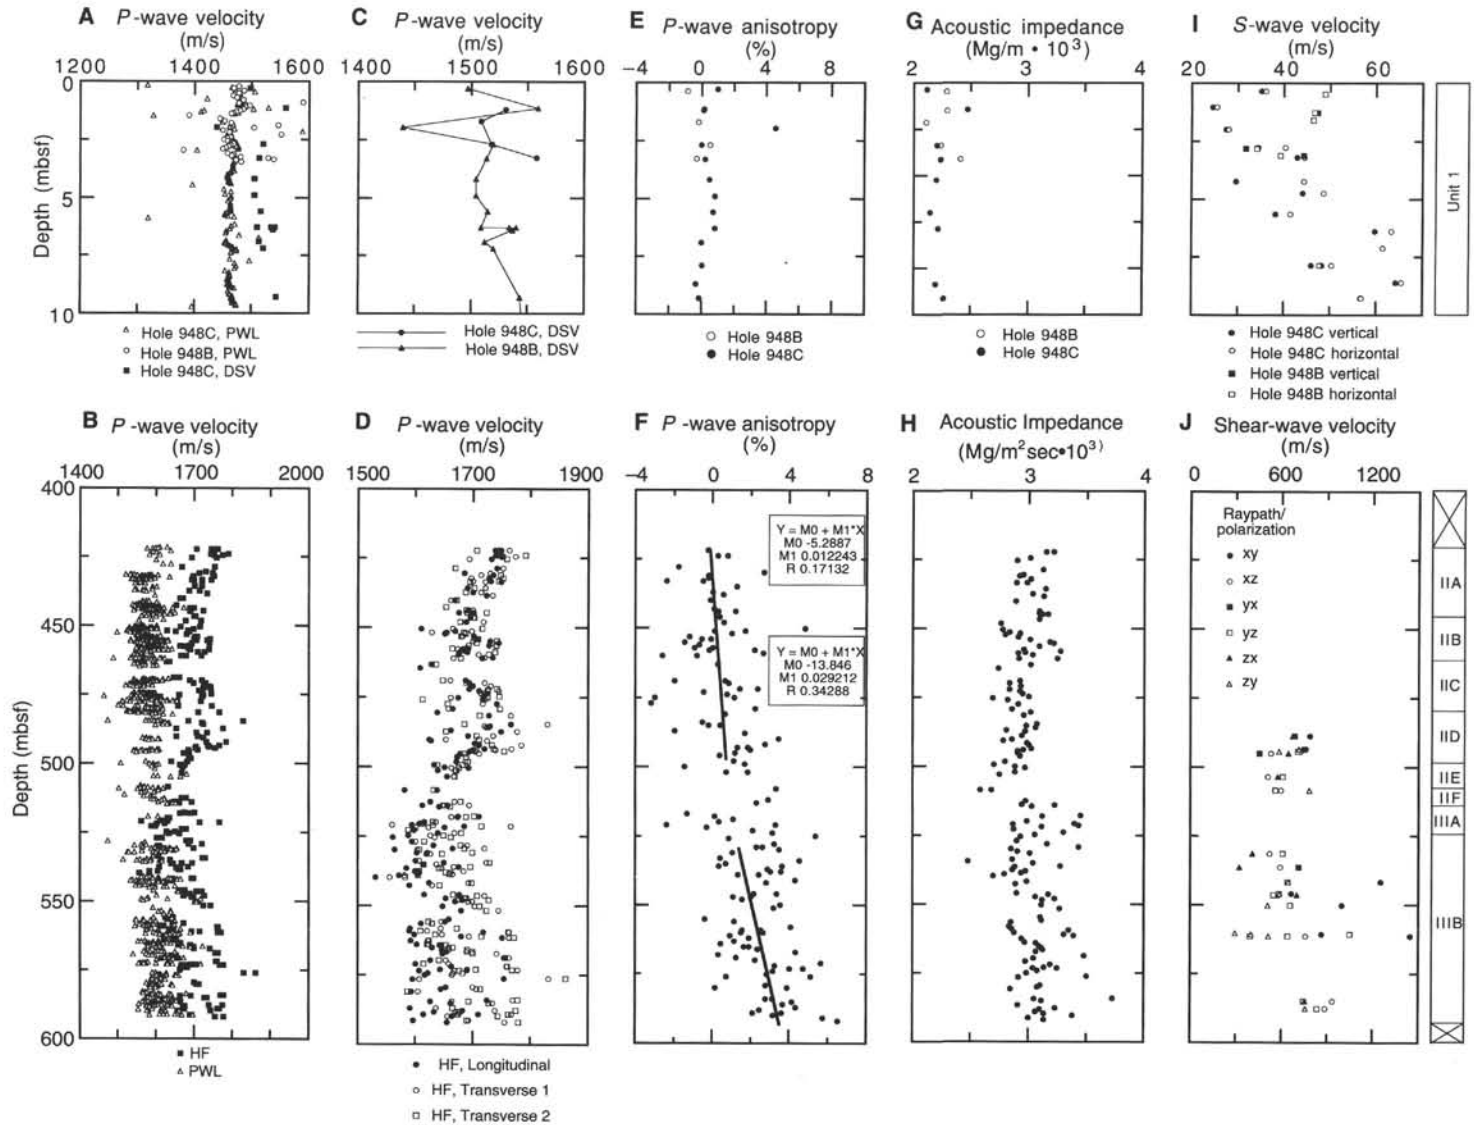 A P-wave velocity
(m/s)
1200 1400 1600
0
5
10
Depth (mbsf)
Hole 948C, PWL
Hole 948B, PWL
Hole 948C, DSV
C P-wave velocity
(m/s)
1400 1500 1600
Hole 948C, DSV
Hole 948B, DSV
E P-wave anisotropy
(%)
−4 0 4 8
Hole 948B
Hole 948C
G Acoustic impedance
(Mg/m • 10³)
2 3 4
Hole 948B
Hole 948C
I S-wave velocity
(m/s)
20 40 60
Unit 1
Hole 948C vertical
Hole 948C horizontal
Hole 948B vertical
Hole 948B horizontal
B P-wave velocity
(m/s)
1400 1700 2000
400
450
500
550
600
Depth (mbsf)
HF
PWL
D P-wave velocity
(m/s)
1500 1700 1900
HF, Longitudinal
HF, Transverse 1
HF, Transverse 2
F P-wave anisotropy
(%)
−4 0 4 8
Y = M0 + M1*X
M0 -5.2887
M1 0.012243
R 0.17132
Y = M0 + M1*X
M0 -13.846
M1 0.029212
R 0.34288
H Acoustic Impedance
(Mg/m²sec•10³)
2 3 4
J Shear-wave velocity
(m/s)
0 600 1200
Raypath/
polarization
xy
xz
yx
yz
zx
zy
IIA
IIB
IIC
IID
IIE
IIF
IIIA
IIIB